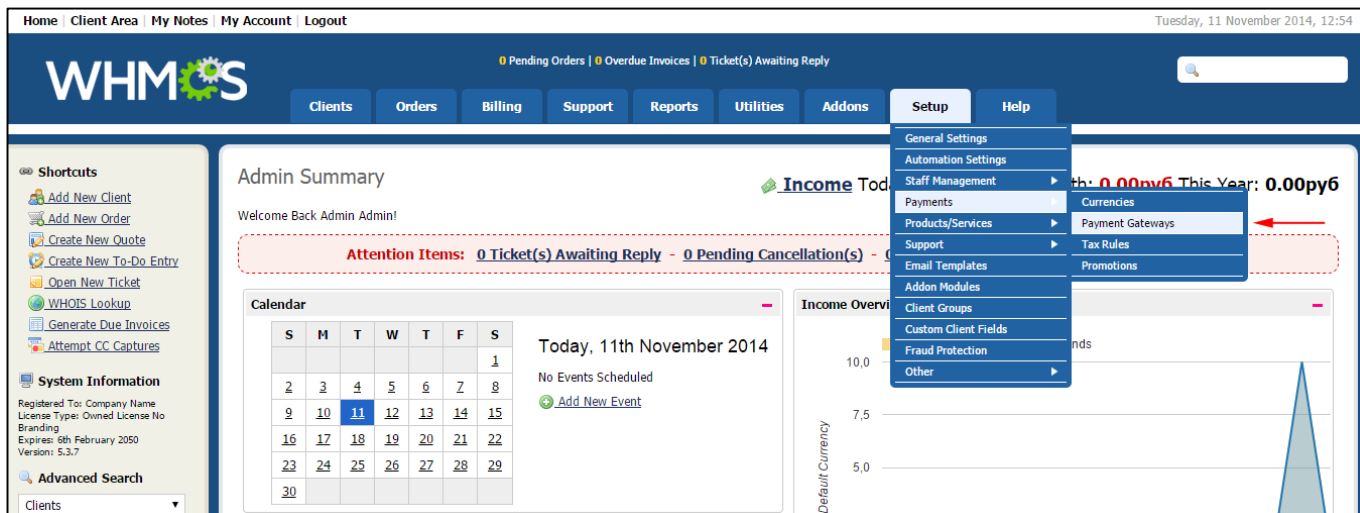 Home | Client Area | My Notes | My Account | Logout
Tuesday, 11 November 2014, 12:54
WHMCS
0 Pending Orders | 0 Overdue Invoices | 0 Ticket(s) Awaiting Reply
Clients Orders Billing Support Reports Utilities Addons Setup Help
General Settings
Automation Settings
Staff Management
Payments
Products/Services
Support
Email Templates
Addon Modules
Client Groups
Custom Client Fields
Fraud Protection
Other
Currencies
Payment Gateways
Tax Rules
Promotions
Shortcuts
Add New Client
Add New Order
Create New Quote
Create New To-Do Entry
Open New Ticket
WHOIS Lookup
Generate Due Invoices
Attempt CC Captures
System Information
Registered To: Company Name
License Type: Owned License No
Branding
Expires: 6th February 2050
Version: 5.3.7
Advanced Search
Clients
Admin Summary
Income Tod th: 0.00руб This Year: 0.00руб
Welcome Back Admin Admin!
Attention Items: 0 Ticket(s) Awaiting Reply - 0 Pending Cancellation(s) -
Calendar
S M T W T F S
1
2 3 4 5 6 7 8
9 10 11 12 13 14 15
16 17 18 19 20 21 22
23 24 25 26 27 28 29
30
Today, 11th November 2014
No Events Scheduled
Add New Event
Income Overvi
nds
10,0
7,5
5,0
Default Currency